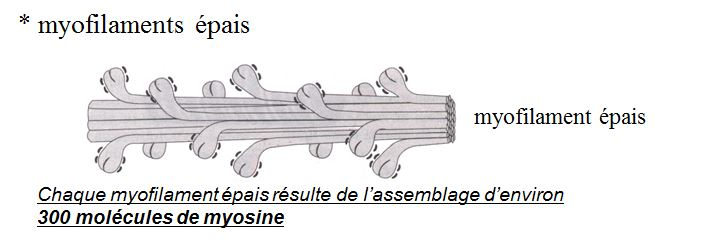 * myofilaments épais
myofilament épais
Chaque myofilament épais résulte de l'assemblage d'environ
300 molécules de myosine